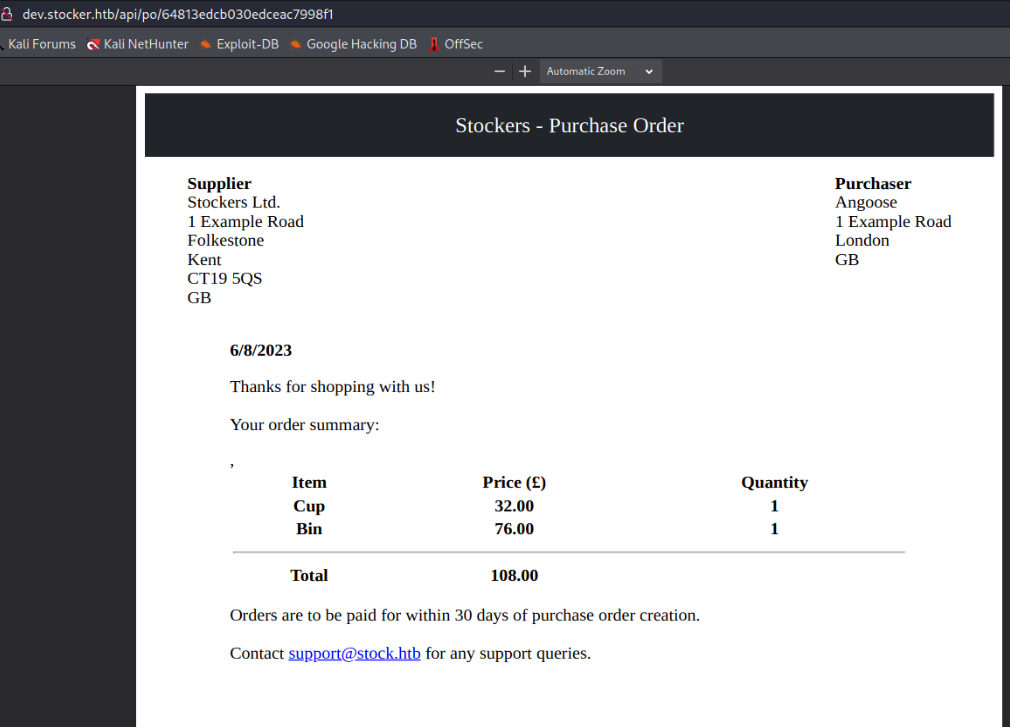 dev.stocker.htb/api/po/64813edcb030edceac7998f1
Kali Forums Kali NetHunter Exploit-DB Google Hacking DB OffSec
− + Automatic Zoom
Stockers - Purchase Order
Supplier
Stockers Ltd.
1 Example Road
Folkestone
Kent
CT19 5QS
GB
Purchaser
Angoose
1 Example Road
London
GB
6/8/2023
Thanks for shopping with us!
Your order summary:
,
Item Price (£) Quantity
Cup 32.00 1
Bin 76.00 1
Total 108.00
Orders are to be paid for within 30 days of purchase order creation.
Contact support@stock.htb for any support queries.